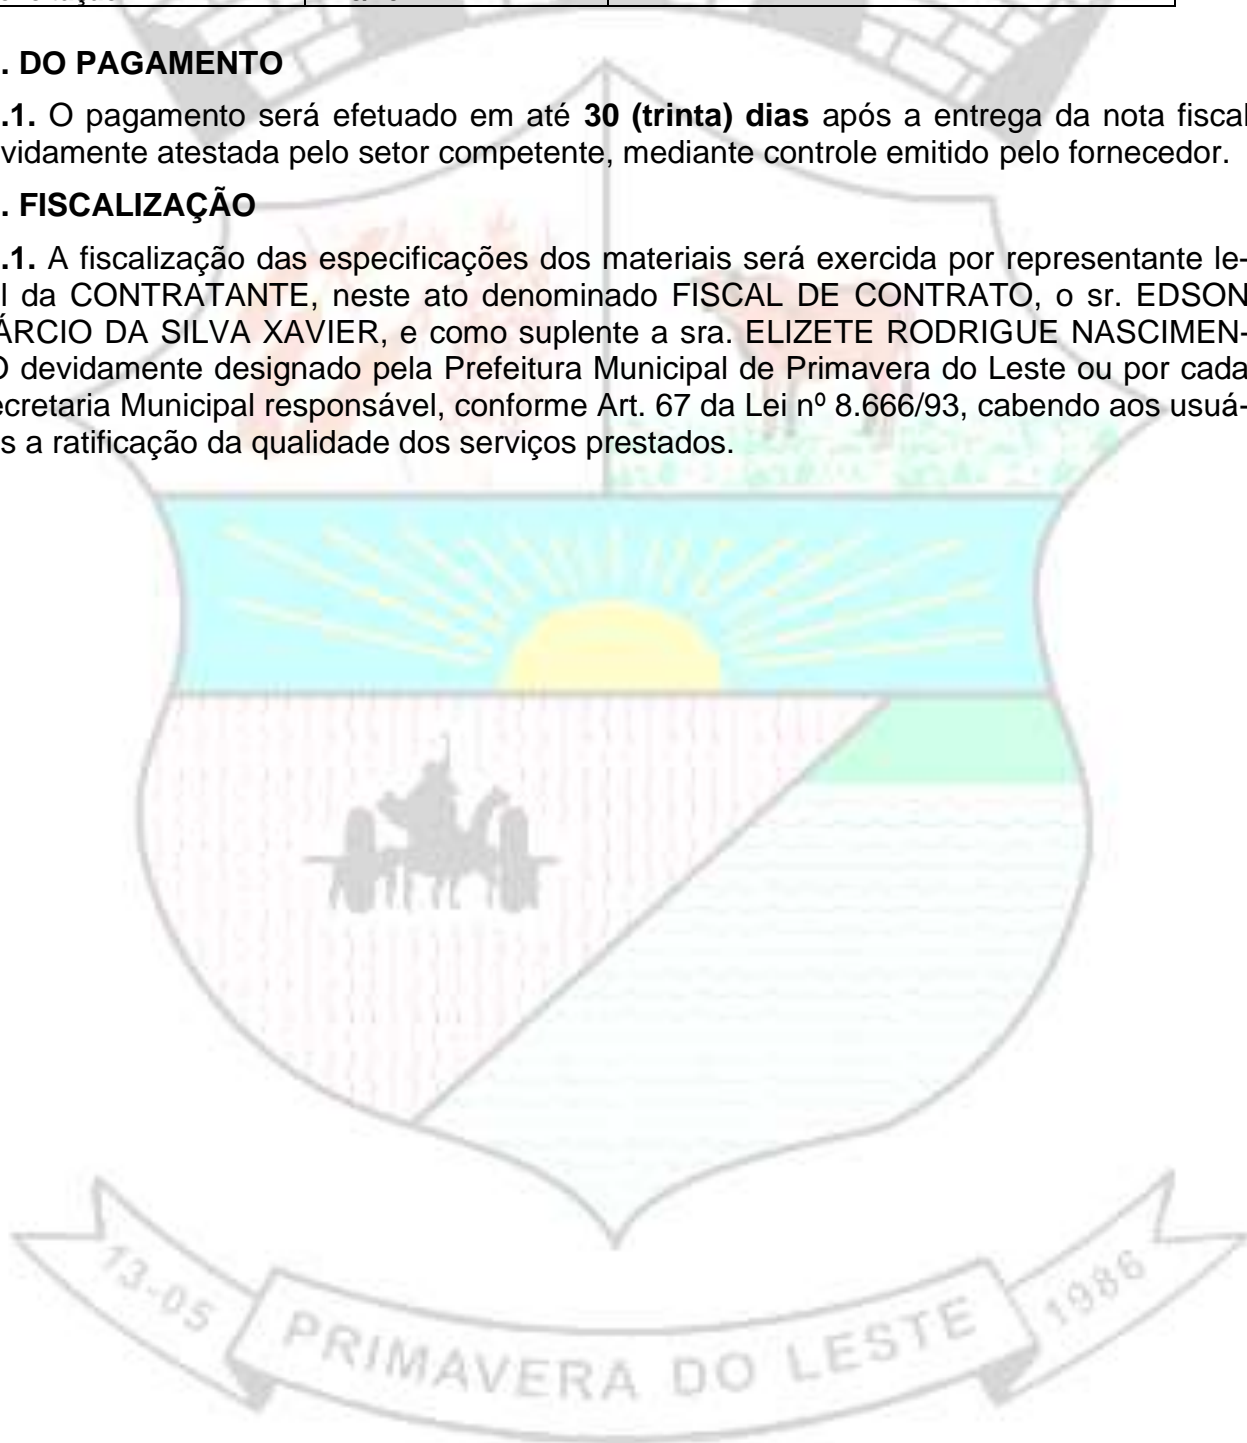 . DO PAGAMENTO
.1. O pagamento será efetuado em até 30 (trinta) dias após a entrega da nota fiscal
vidamente atestada pelo setor competente, mediante controle emitido pelo fornecedor.
. FISCALIZAÇÃO
.1. A fiscalização das especificações dos materiais será exercida por representante le-
l da CONTRATANTE, neste ato denominado FISCAL DE CONTRATO, o sr. EDSON
ÁRCIO DA SILVA XAVIER, e como suplente a sra. ELIZETE RODRIGUE NASCIMEN-
O devidamente designado pela Prefeitura Municipal de Primavera do Leste ou por cada
ecretaria Municipal responsável, conforme Art. 67 da Lei nº 8.666/93, cabendo aos usuá-
s a ratificação da qualidade dos serviços prestados.
13-05 PRIMAVERA DO LESTE 1986